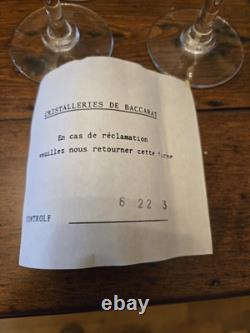 CRISTALLERIES DE BACCARAT
En cas de réclamation
veuillez nous retourner cette fiche
6 22 3
CONTROLE